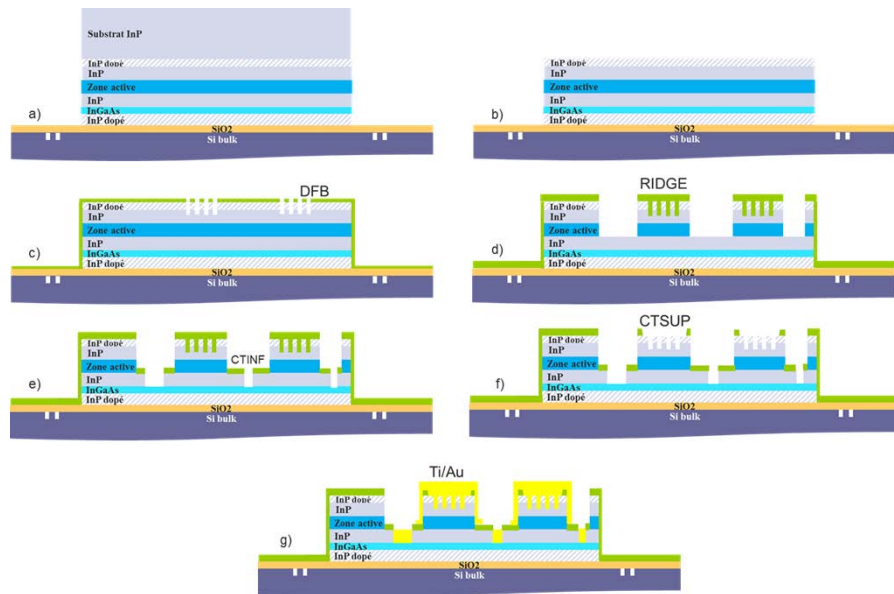 Substrat InP
InP dopé
InP
Zone active
InP
InGaAs
InP dopé
a)
SiO2
Si bulk
InP dopé
InP
Zone active
InP
InGaAs
InP dopé
b)
SiO2
Si bulk
DFB
InP dopé
InP
Zone active
InP
InGaAs
InP dopé
c)
SiO2
Si bulk
RIDGE
InP dopé
InP
Zone active
InP
InGaAs
InP dopé
d)
SiO2
Si bulk
InP dopé
InP
CTINF
Zone active
InP
InGaAs
InP dopé
e)
SiO2
Si bulk
CTSUP
InP dopé
InP
Zone active
InP
InGaAs
InP dopé
f)
SiO2
Si bulk
Ti/Au
InP dopé
InP
Zone active
InP
InGaAs
InP dopé
g)
SiO2
Si bulk